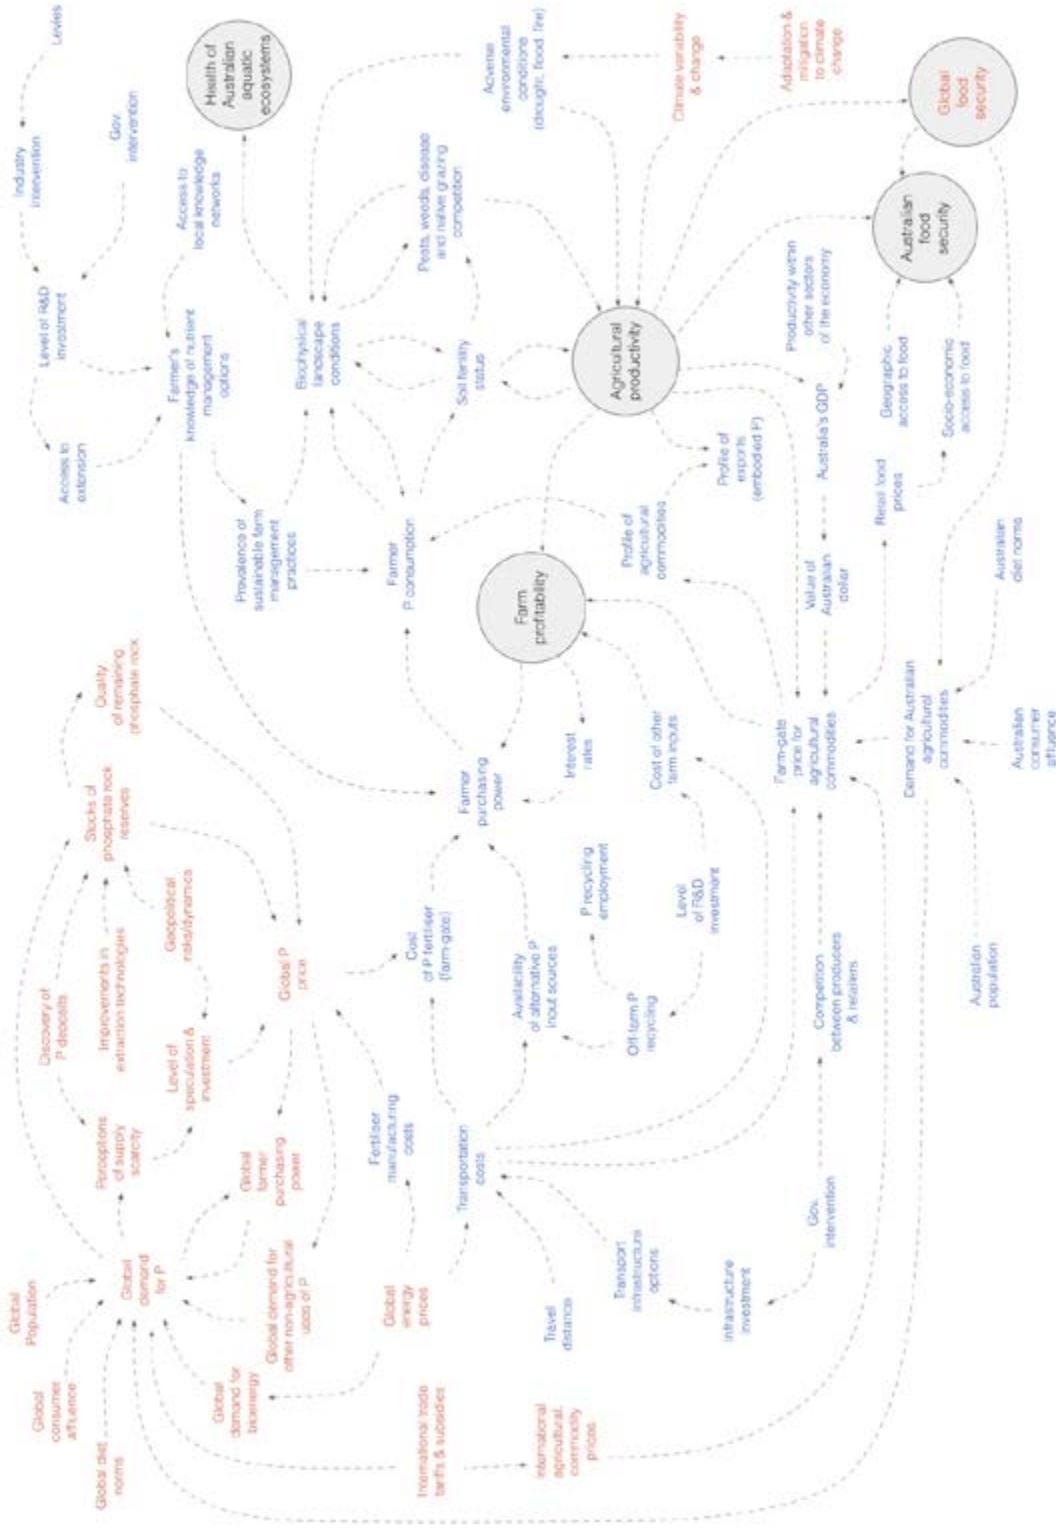 Levies
Industry
intervention
Gov.
intervention
Level of R&D
investment
Access to
extension
Access to
local knowledge
networks
Farmer's
knowledge of nutrient
management
options
Health of
Australian
aquatic
ecosystems
Prevalence of
sustainable farm
management
practices
Biophysical
landscape
conditions
Pests, weeds, disease
and native grazing
competition
Adverse
environmental
conditions
(drought, flood, fire)
Climate variability
& change
Adaptation &
mitigation
to climate
change
Global
food
security
Australian
food
security
Soil fertility
status
Farmer
P consumption
Agricultural
productivity
Productivity within
other sectors
of the economy
Geographic
access to food
Socio-economic
access to food
Australia's GDP
Retail food
prices
Profile of
exports
(embodied P)
Profile of
agricultural
commodities
Value of
Australian
dollar
Australian
diet norms
Farm
profitability
Quality
of remaining
phosphate rock
Stocks of
phosphate rock
reserves
Farmer
purchasing
power
Interest
rates
Cost of other
farm inputs
Farm-gate
price for
agricultural
commodities
Demand for Australian
agricultural
commodities
Australian
consumer
affluence
Discovery of
P deposits
Improvements in
extraction technologies
Geopolitical
risks/dynamics
Level of
speculation &
investment
Global P
price
Cost
of P fertiliser
(farm-gate)
Availability
of alternative P
input sources
P recycling
employment
Off-farm P
recycling
Level
of R&D
investment
Competition
between producers
& retailers
Australian
population
Perceptions
of supply
scarcity
Global
farmer
purchasing
power
Fertiliser
manufacturing
costs
Transportation
costs
Gov.
intervention
Global
Population
Global
demand
for P
Global demand for
other non-agricultural
uses of P
Global
energy
prices
Travel
distance
Transport
infrastructure
options
Infrastructure
investment
Global
consumer
affluence
Global diet
norms
Global
demand for
bioenergy
International trade
tariffs & subsidies
International
agricultural
commodity
prices